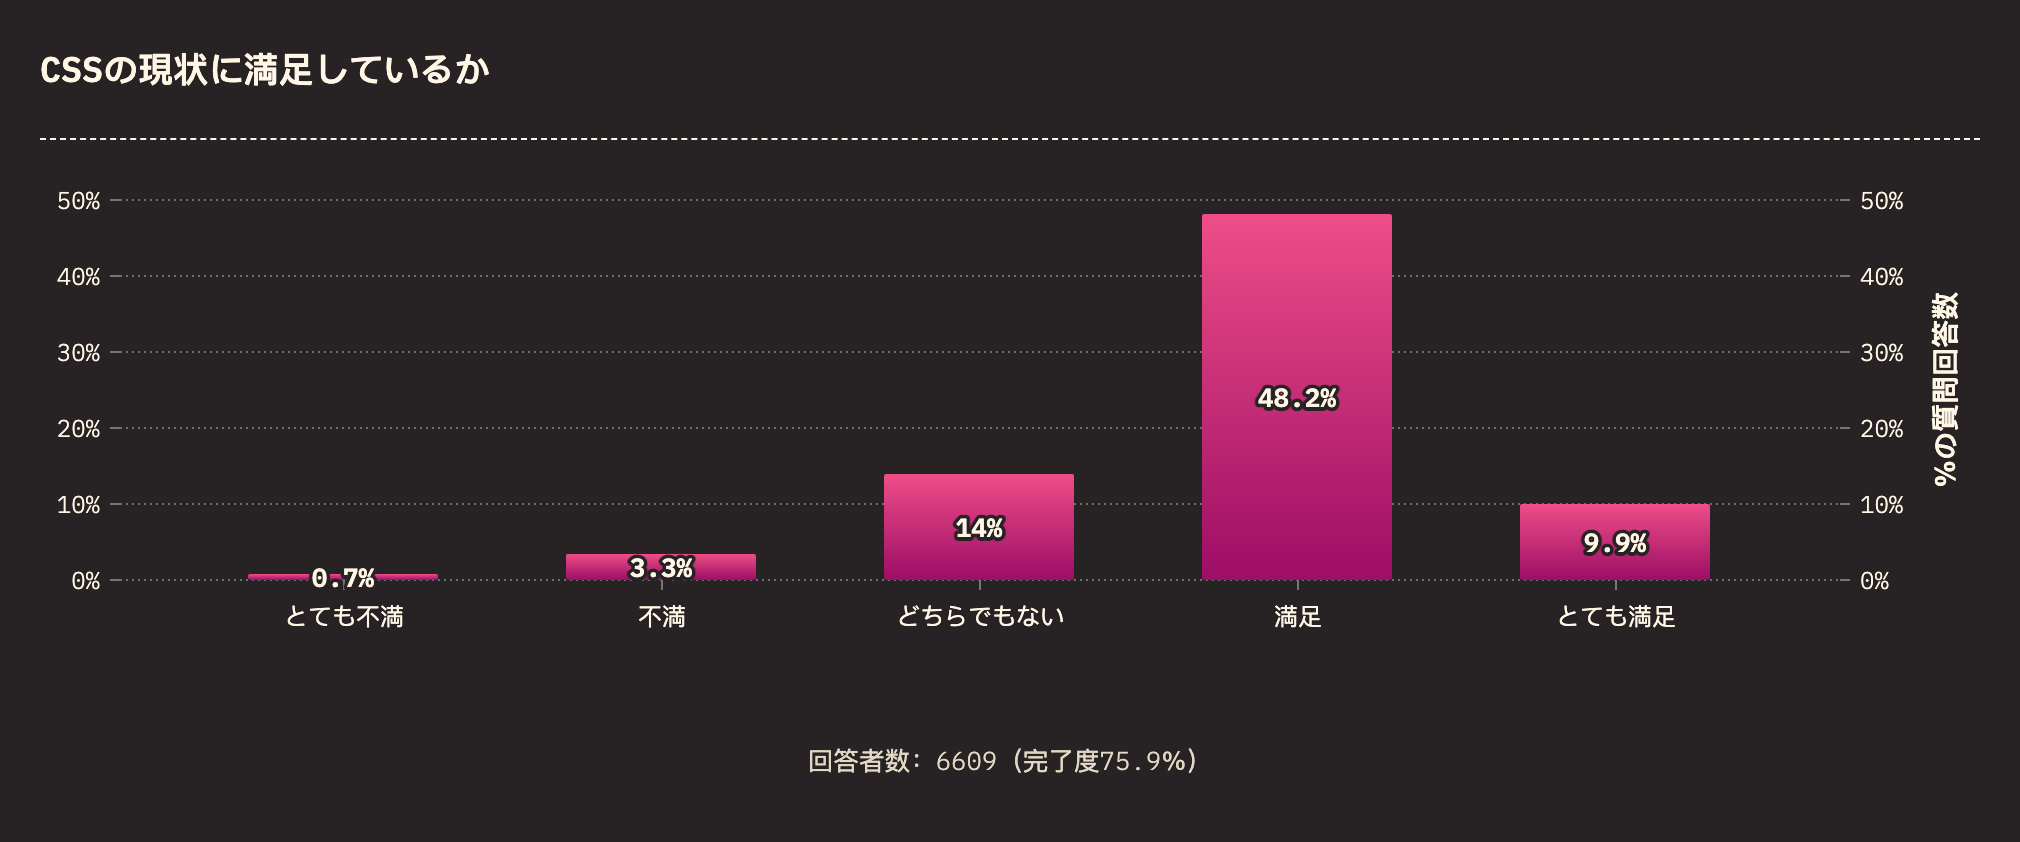 CSSの現状に満足しているか
50%
50%
40%
40%
30%
30%
20%
20%
10%
10%
0%
0%
%の質問回答数
0.7%
3.3%
14%
48.2%
9.9%
とても不満
不満
どちらでもない
満足
とても満足
回答者数: 6609 (完了度75.9%)